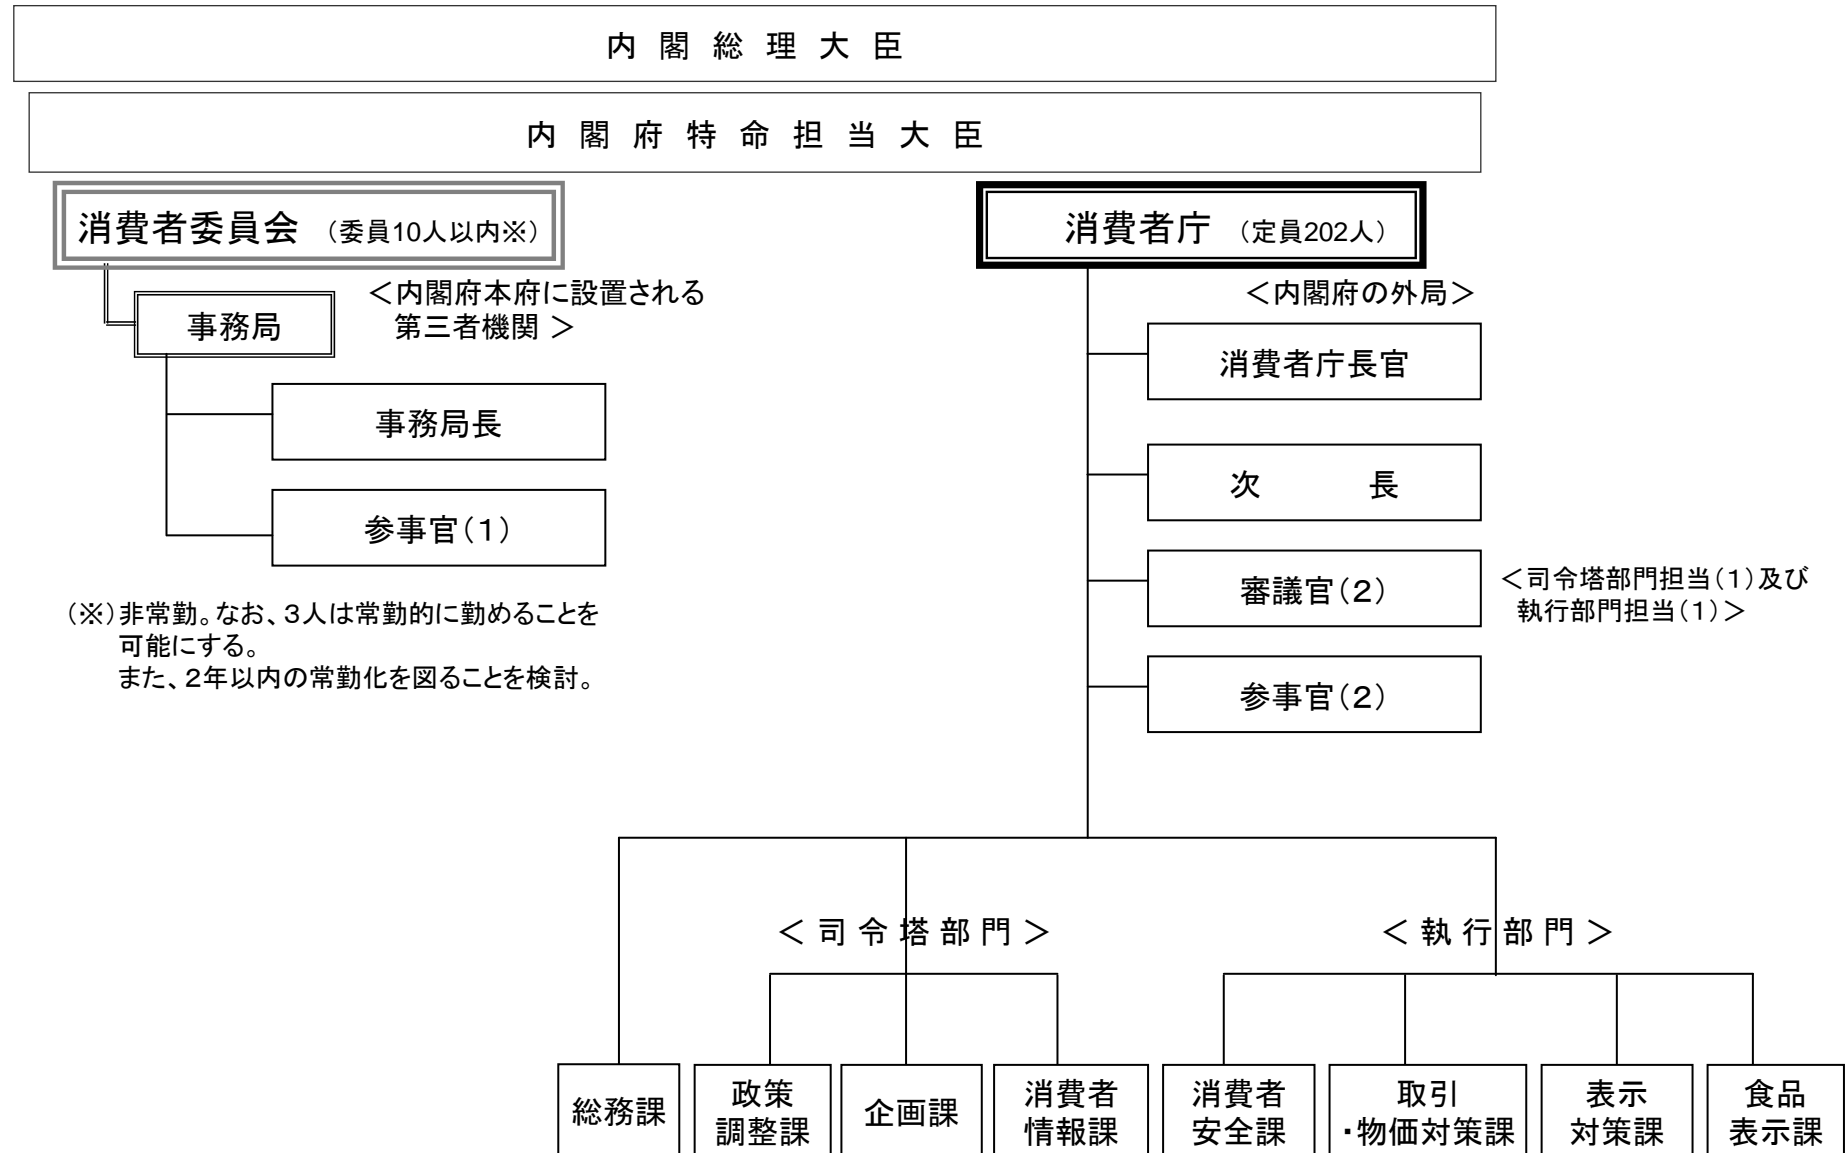 内閣総理大臣
内閣府特命担当大臣
消費者委員会 （委員10人以内※）
＜内閣府本府に設置される
第三者機関 ＞
事務局
事務局長
参事官（１）
（※）非常勤。なお、３人は常勤的に勤めることを
可能にする。
また、２年以内の常勤化を図ることを検討。
消費者庁 （定員202人）
＜内閣府の外局＞
消費者庁長官
次 長
審議官（２）
＜司令塔部門担当（１）及び
執行部門担当（１）＞
参事官（２）
＜司令塔部門＞
＜執行部門＞
総務課
政策
調整課
企画課
消費者
情報課
消費者
安全課
取引
・物価対策課
表示
対策課
食品
表示課